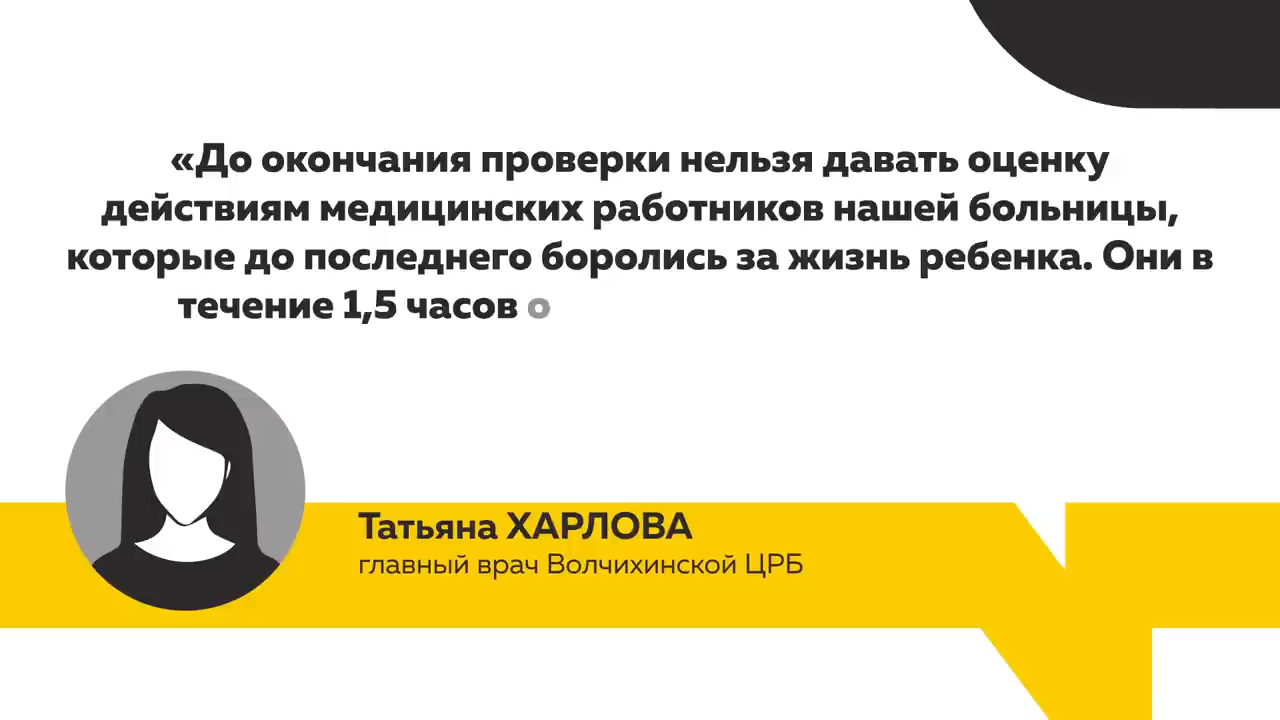 «До окончания проверки нельзя давать оценку
действиям медицинских работников нашей больницы,
которые до последнего боролись за жизнь ребенка. Они в
течение 1,5 часов о
Татьяна ХАРЛОВА
главный врач Волчихинской ЦРБ